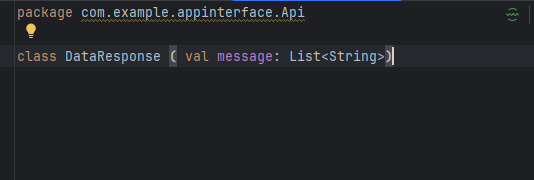 package com.example.appinterface.Api
class DataResponse ( val message: List<String>)